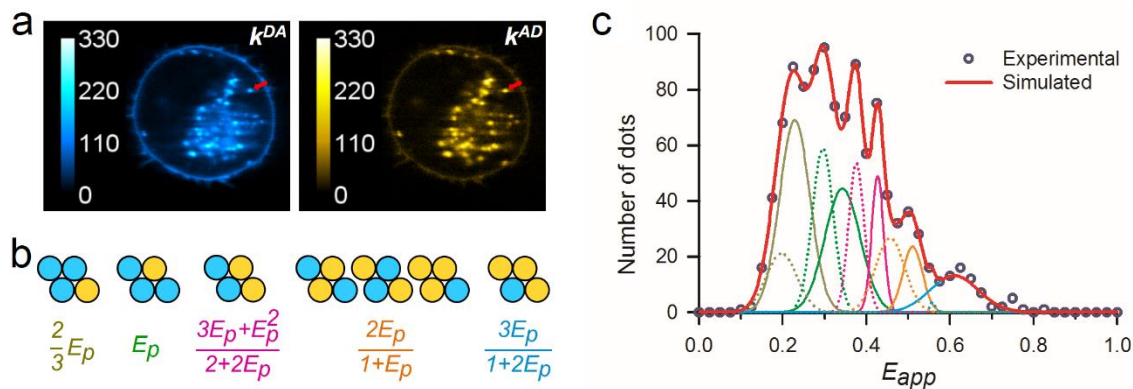 a
330
220
110
0
k^DA
330
220
110
0
k^AD
b
2/3 E_p
E_p
3E_p+E_p^2 / 2+2E_p
2E_p / 1+E_p
3E_p / 1+2E_p
c
Number of dots
100
80
60
40
20
0
Experimental
Simulated
0.0 0.2 0.4 0.6 0.8 1.0
E_app